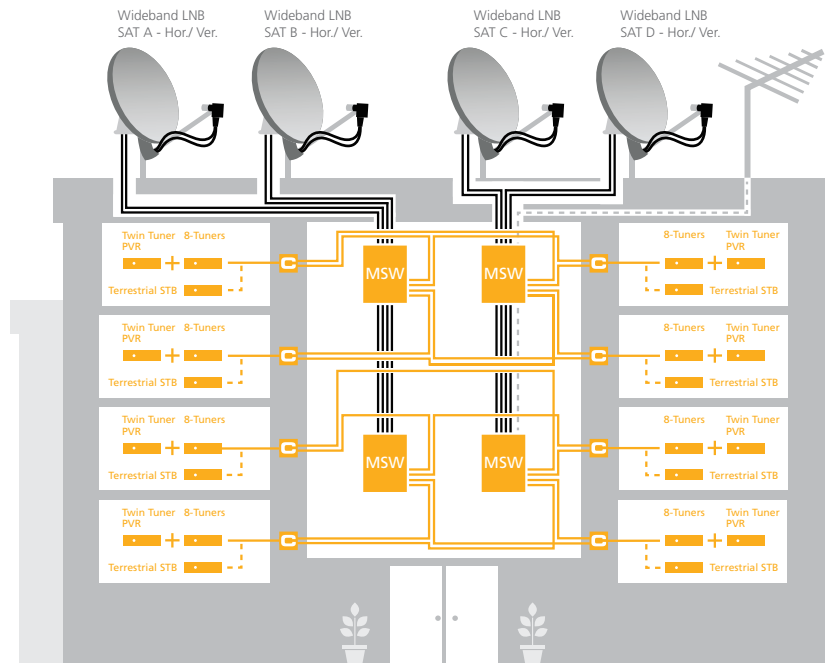 Wideband LNB
SAT A - Hor./ Ver.
Wideband LNB
SAT B - Hor./ Ver.
Wideband LNB
SAT C - Hor./ Ver.
Wideband LNB
SAT D - Hor./ Ver.
Twin Tuner
PVR
8-Tuners
Terrestrial STB
MSW
MSW
8-Tuners
Twin Tuner
PVR
Terrestrial STB
Twin Tuner
PVR
8-Tuners
Terrestrial STB
8-Tuners
Twin Tuner
PVR
Terrestrial STB
Twin Tuner
PVR
8-Tuners
Terrestrial STB
MSW
MSW
8-Tuners
Twin Tuner
PVR
Terrestrial STB
Twin Tuner
PVR
8-Tuners
Terrestrial STB
8-Tuners
Twin Tuner
PVR
Terrestrial STB